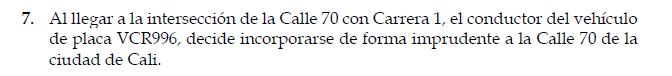 7. Al llegar a la intersección de la Calle 70 con Carrera 1, el conductor del vehículo
de placa VCR996, decide incorporarse de forma imprudente a la Calle 70 de la
ciudad de Cali.